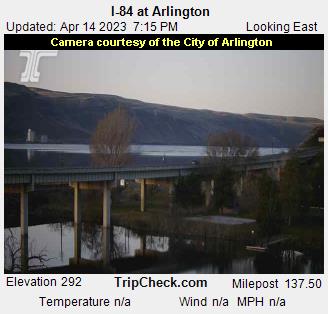 I-84 at Arlington
Updated: Apr 14 2023 7:15 PM Looking East
Camera courtesy of the City of Arlington
Elevation 292 TripCheck.com Milepost 137.50
Temperature n/a Wind n/a MPH n/a